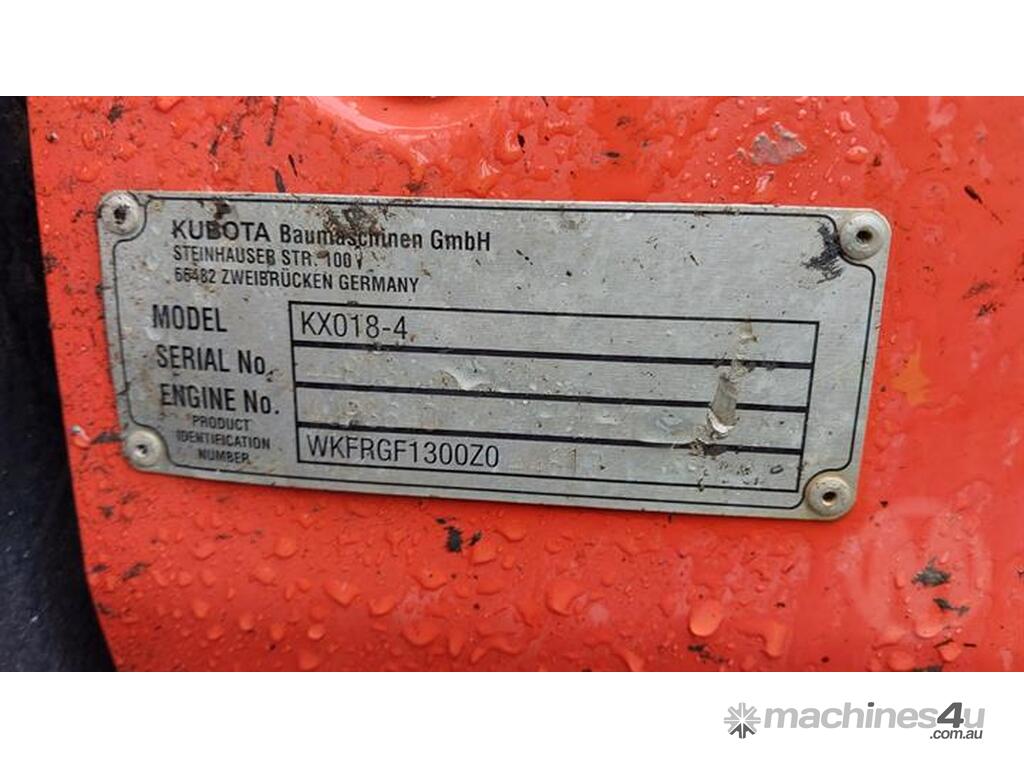 KUBOTA Baumaschinen GmbH
STEINHAUSER STR. 100
66482 ZWEIBRÜCKEN GERMANY
MODEL KX018-4
SERIAL No.
ENGINE No.
PRODUCT
IDENTIFICATION
NUMBER WKFRGF1300Z0
machines4u
.com.au